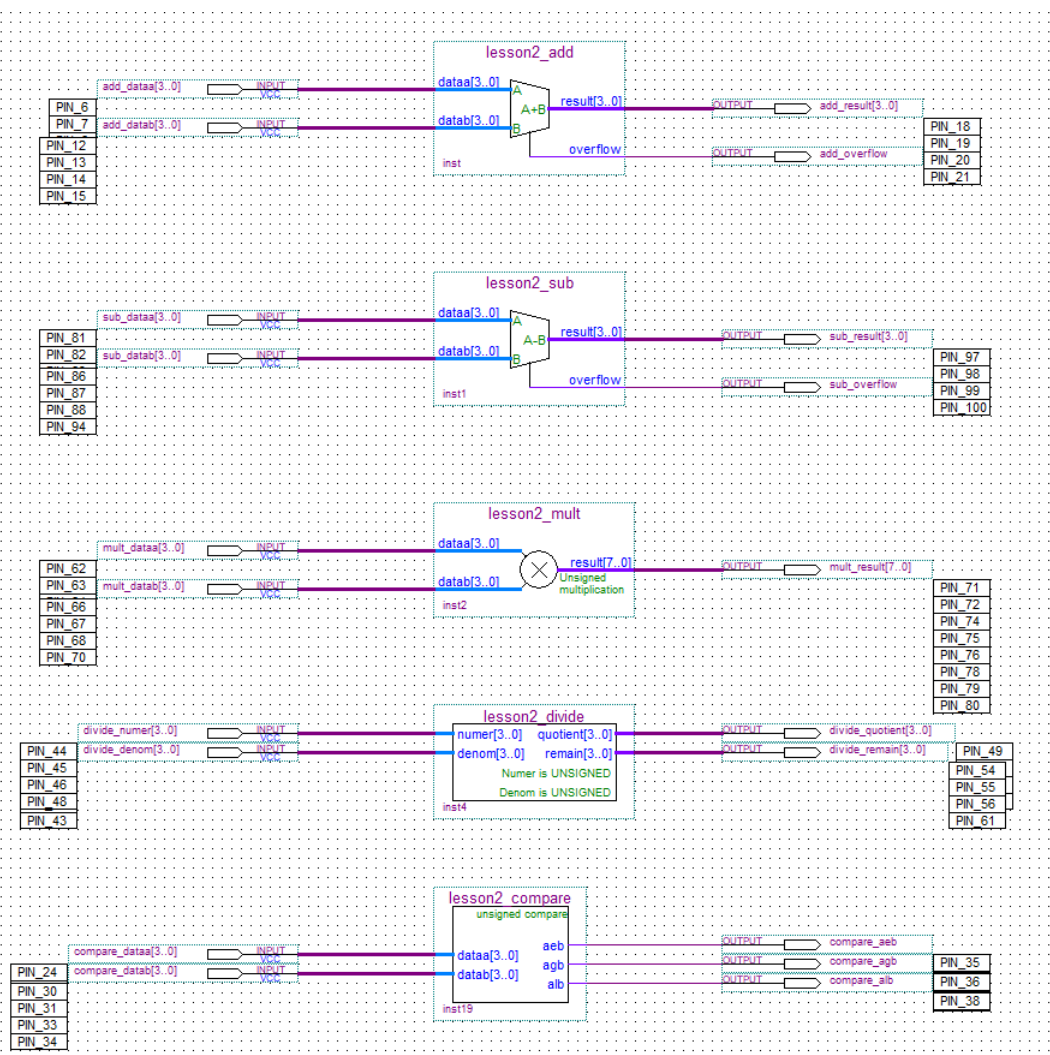 lesson2_add
add_dataa[3..0] INPUT VCC dataa[3..0] A
PIN_6 A+B result[3..0] OUTPUT add_result[3..0]
PIN_7 add_datab[3..0] INPUT VCC datab[3..0] B
PIN_12
PIN_13
PIN_14
PIN_15
inst overflow OUTPUT add_overflow
PIN_18
PIN_19
PIN_20
PIN_21
lesson2_sub
sub_dataa[3..0] INPUT VCC dataa[3..0] A
PIN_81 A-B result[3..0] OUTPUT sub_result[3..0]
PIN_82 sub_datab[3..0] INPUT VCC datab[3..0] B
PIN_86
PIN_87
PIN_88
PIN_94
inst1 overflow OUTPUT sub_overflow
PIN_97
PIN_98
PIN_99
PIN_100
lesson2_mult
mult_dataa[3..0] INPUT VCC dataa[3..0]
PIN_62 result[7..0] OUTPUT mult_result[7..0]
PIN_63 mult_datab[3..0] INPUT VCC datab[3..0]
Unsigned
multiplication
PIN_66
PIN_67
PIN_68
PIN_70
inst2
PIN_71
PIN_72
PIN_74
PIN_75
PIN_76
PIN_78
PIN_79
PIN_80
lesson2_divide
divide_numer[3..0] INPUT VCC numer[3..0] quotient[3..0] OUTPUT divide_quotient[3..0]
PIN_44 divide_denom[3..0] INPUT VCC denom[3..0] remain[3..0] OUTPUT divide_remain[3..0] PIN_49
PIN_45
PIN_46
PIN_48
PIN_43
Numer is UNSIGNED
Denom is UNSIGNED
inst4
PIN_54
PIN_55
PIN_56
PIN_61
lesson2_compare
unsigned compare
compare_dataa[3..0] INPUT VCC dataa[3..0] aeb OUTPUT compare_aeb
PIN_24 compare_datab[3..0] INPUT VCC datab[3..0] agb OUTPUT compare_agb PIN_35
alb OUTPUT compare_alb PIN_36
PIN_30
PIN_31
PIN_33
PIN_34
inst19
PIN_38